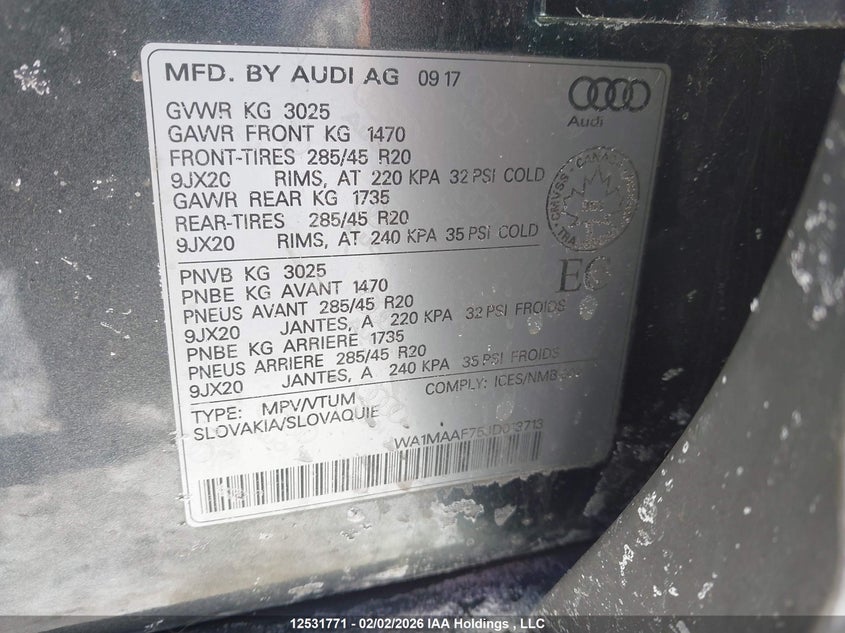 MFD. BY AUDI AG 09 17
Audi
GVWR KG 3025
GAWR FRONT KG 1470
FRONT-TIRES 285/45 R20
9JX20 RIMS, AT 220 KPA 32 PSI COLD
GAWR REAR KG 1735
REAR-TIRES 285/45 R20
9JX20 RIMS, AT 240 KPA 35 PSI COLD
CMVSS CANADA
EC
PNVB KG 3025
PNBE KG AVANT 1470
PNEUS AVANT 285/45 R20
9JX20 JANTES, A 220 KPA 32 PSI FROIDS
PNBE KG ARRIERE 1735
PNEUS ARRIERE 285/45 R20
9JX20 JANTES, A 240 KPA 35 PSI FROIDS
COMPLY: ICES/NMB
TYPE: MPV/VTUM
SLOVAKIA/SLOVAQUIE
12531771 - 02/02/2026 IAA Holdings , LLC